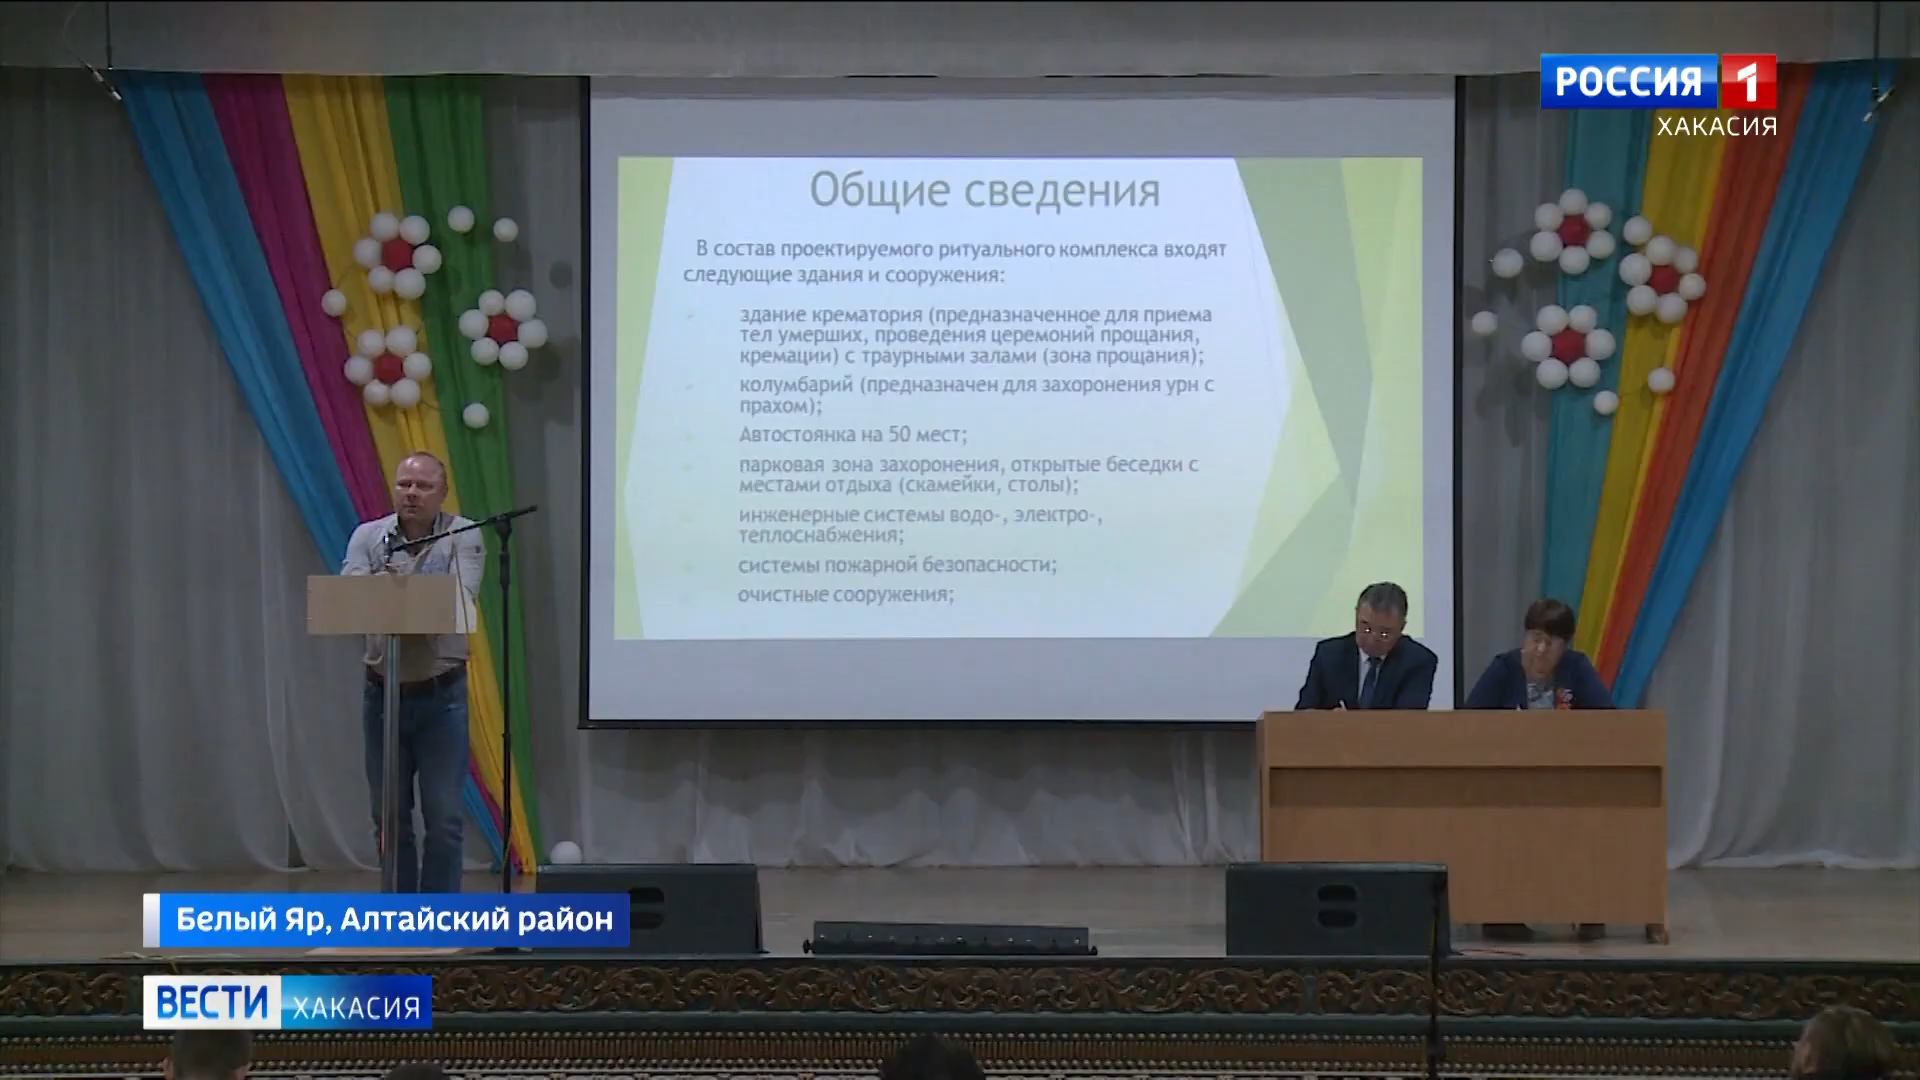 РОССИЯ 1
ХАКАСИЯ
Общие сведения
В состав проектируемого ритуального комплекса входят
следующие здания и сооружения:
здание крематория (предназначенное для приема
тел умерших, проведения церемоний прощания,
кремации) с траурными залами (зона прощания);
колумбарий (предназначен для захоронения урн с
прахом);
Автостоянка на 50 мест;
парковая зона захоронения, открытые беседки с
местами отдыха (скамейки, столы);
инженерные системы водо-, электро-,
теплоснабжения;
системы пожарной безопасности;
очистные сооружения;
Белый Яр, Алтайский район
ВЕСТИ ХАКАСИЯ